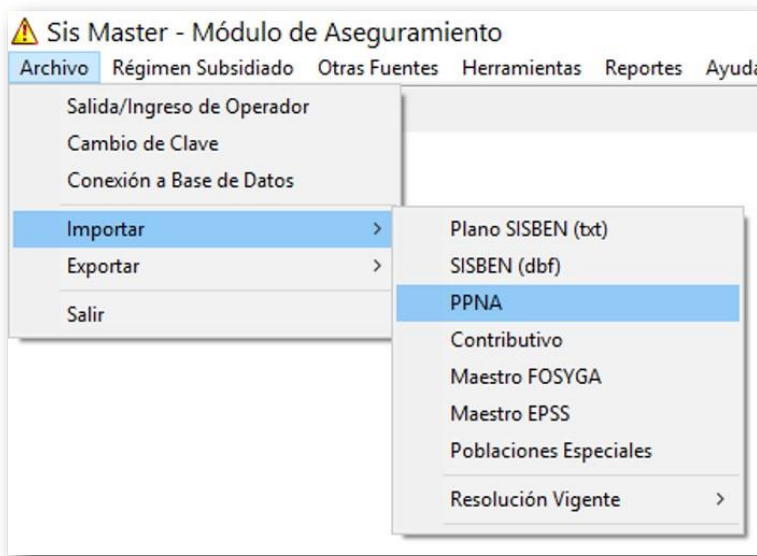 Sis Master - Módulo de Aseguramiento
Archivo Régimen Subsidiado Otras Fuentes Herramientas Reportes Ayuda
Salida/Ingreso de Operador
Cambio de Clave
Conexión a Base de Datos
Importar >
Exportar >
Salir
Plano SISBEN (txt)
SISBEN (dbf)
PPNA
Contributivo
Maestro FOSYGA
Maestro EPSS
Poblaciones Especiales
Resolución Vigente >